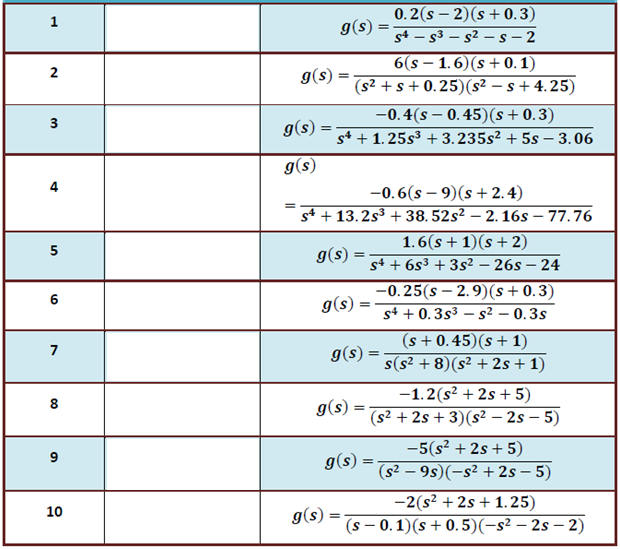 1 g(s) = 0.2(s − 2)(s + 0.3) / s⁴ − s³ − s² − s − 2
2 g(s) = 6(s − 1.6)(s + 0.1) / (s² + s + 0.25)(s² − s + 4.25)
3 g(s) = −0.4(s − 0.45)(s + 0.3) / s⁴ + 1.25s³ + 3.235s² + 5s − 3.06
4 g(s)
= −0.6(s − 9)(s + 2.4) / s⁴ + 13.2s³ + 38.52s² − 2.16s − 77.76
5 g(s) = 1.6(s + 1)(s + 2) / s⁴ + 6s³ + 3s² − 26s − 24
6 g(s) = −0.25(s − 2.9)(s + 0.3) / s⁴ + 0.3s³ − s² − 0.3s
7 g(s) = (s + 0.45)(s + 1) / s(s² + 8)(s² + 2s + 1)
8 g(s) = −1.2(s² + 2s + 5) / (s² + 2s + 3)(s² − 2s − 5)
9 g(s) = −5(s² + 2s + 5) / (s² − 9s)(−s² + 2s − 5)
10 g(s) = −2(s² + 2s + 1.25) / (s − 0.1)(s + 0.5)(−s² − 2s − 2)